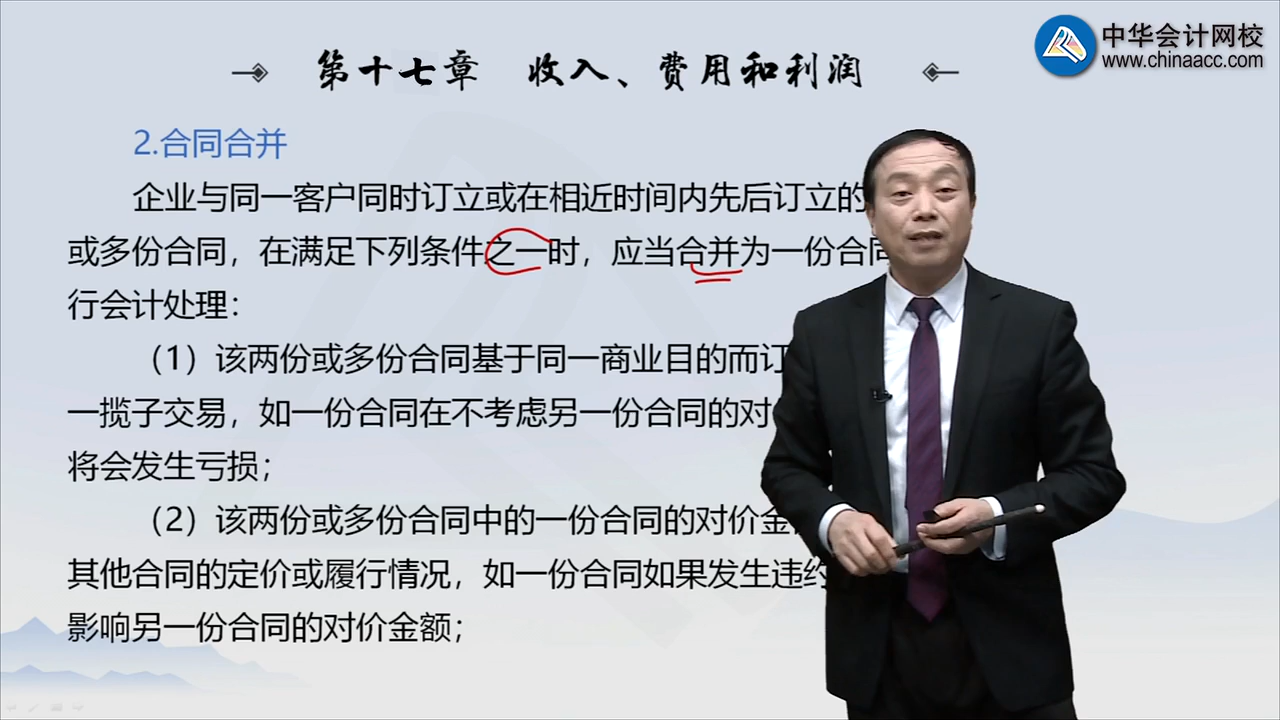 中华会计网校
www.chinaacc.com
第十七章 收入、费用和利润
2.合同合并
企业与同一客户同时订立或在相近时间内先后订立的
或多份合同，在满足下列条件之一时，应当合并为一份合同
行会计处理：
（1）该两份或多份合同基于同一商业目的而订
一揽子交易，如一份合同在不考虑另一份合同的对
将会发生亏损；
（2）该两份或多份合同中的一份合同的对价金
其他合同的定价或履行情况，如一份合同如果发生违约
影响另一份合同的对价金额；